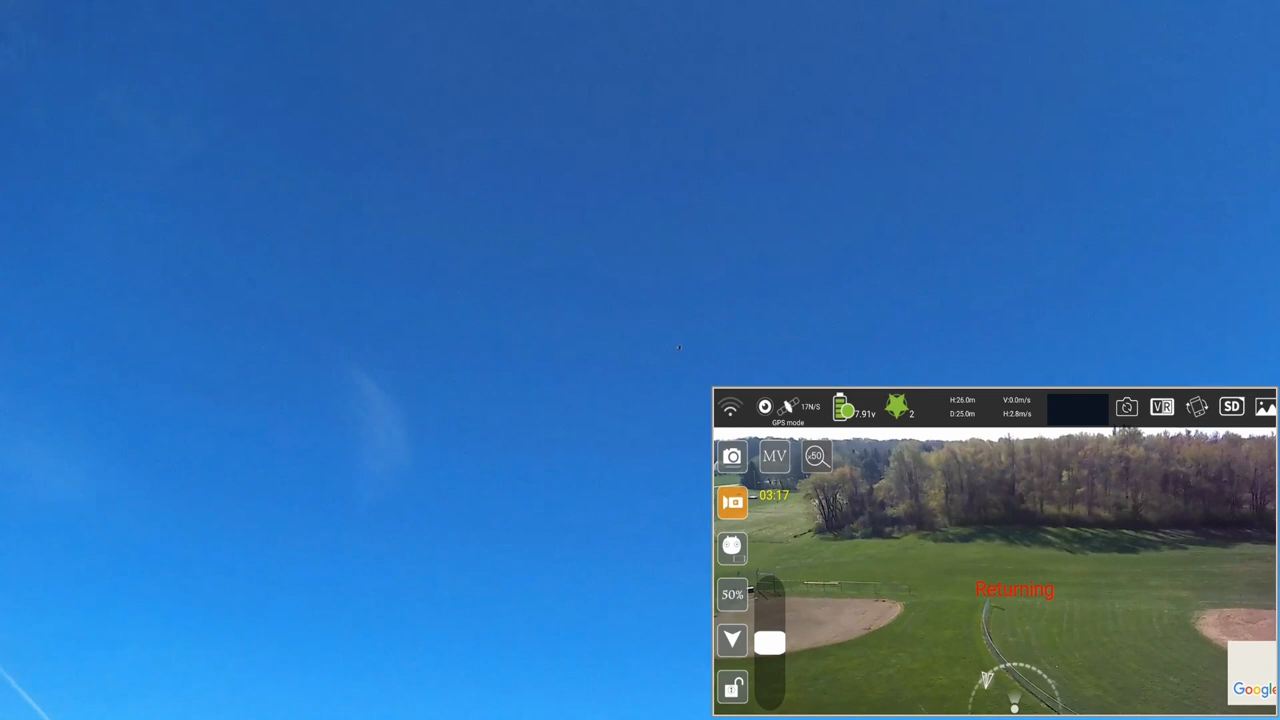 17N/S
GPS mode
7.91v
2
H:26.0m
D:25.0m
V:0.0m/s
H:2.8m/s
VR
SD
MV
x50
03:17
50%
Returning
Google